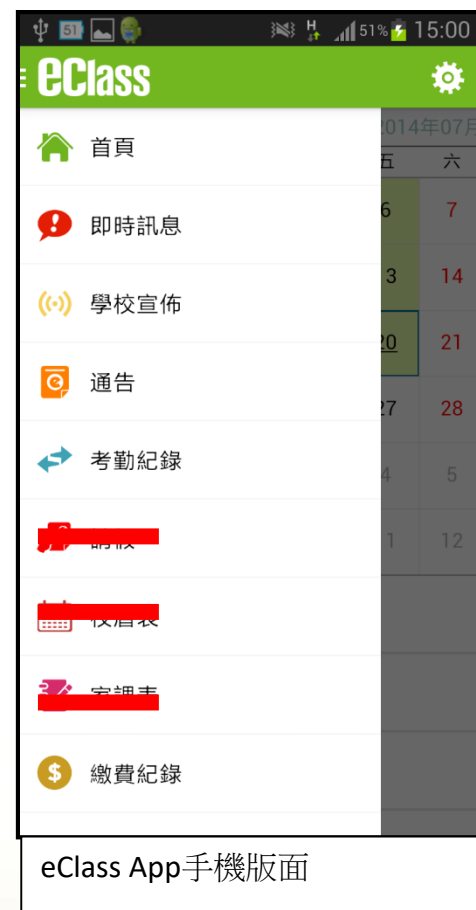 51 H 51% 15:00
eClass
首頁 2014年07月
五 六
即時訊息 6 7
學校宣佈 3 14
20 21
通告
27 28
考勤紀錄 4 5
1 12
繳費紀錄
eClass App手機版面